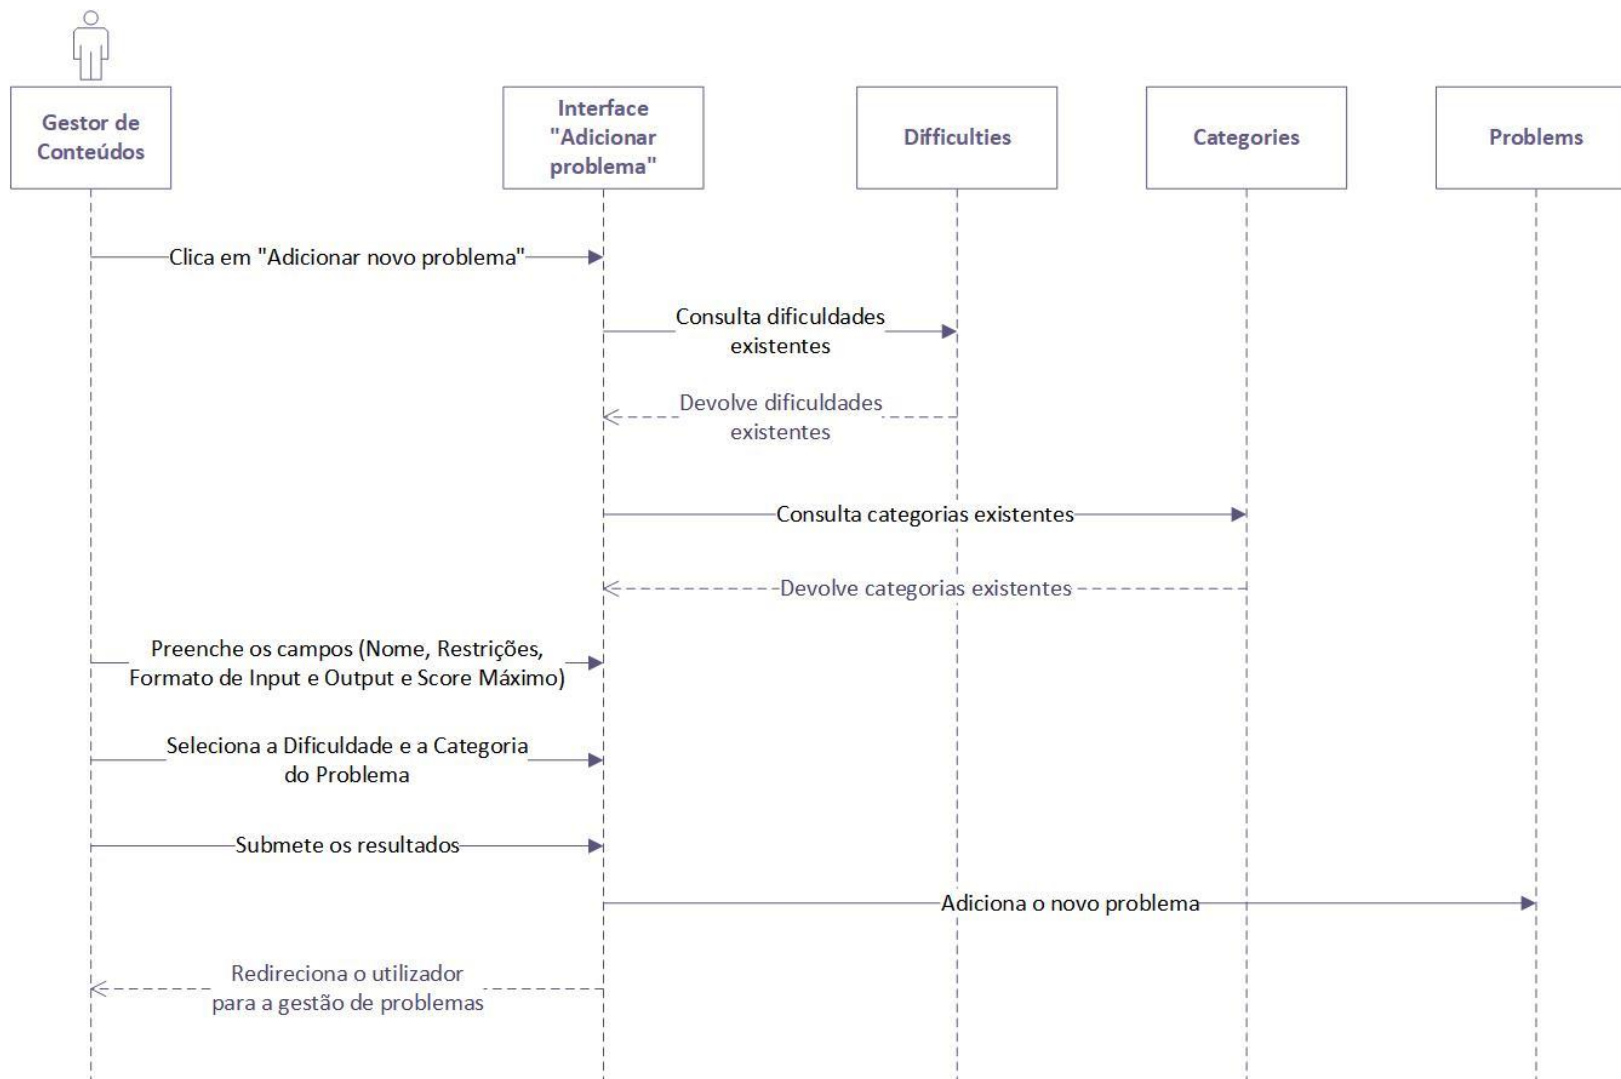 Gestor de
Conteúdos
Interface
"Adicionar
problema"
Difficulties
Categories
Problems
Clica em "Adicionar novo problema"
Consulta dificuldades
existentes
Devolve dificuldades
existentes
Consulta categorias existentes
Devolve categorias existentes
Preenche os campos (Nome, Restrições,
Formato de Input e Output e Score Máximo)
Seleciona a Dificuldade e a Categoria
do Problema
Submete os resultados
Adiciona o novo problema
Redireciona o utilizador
para a gestão de problemas